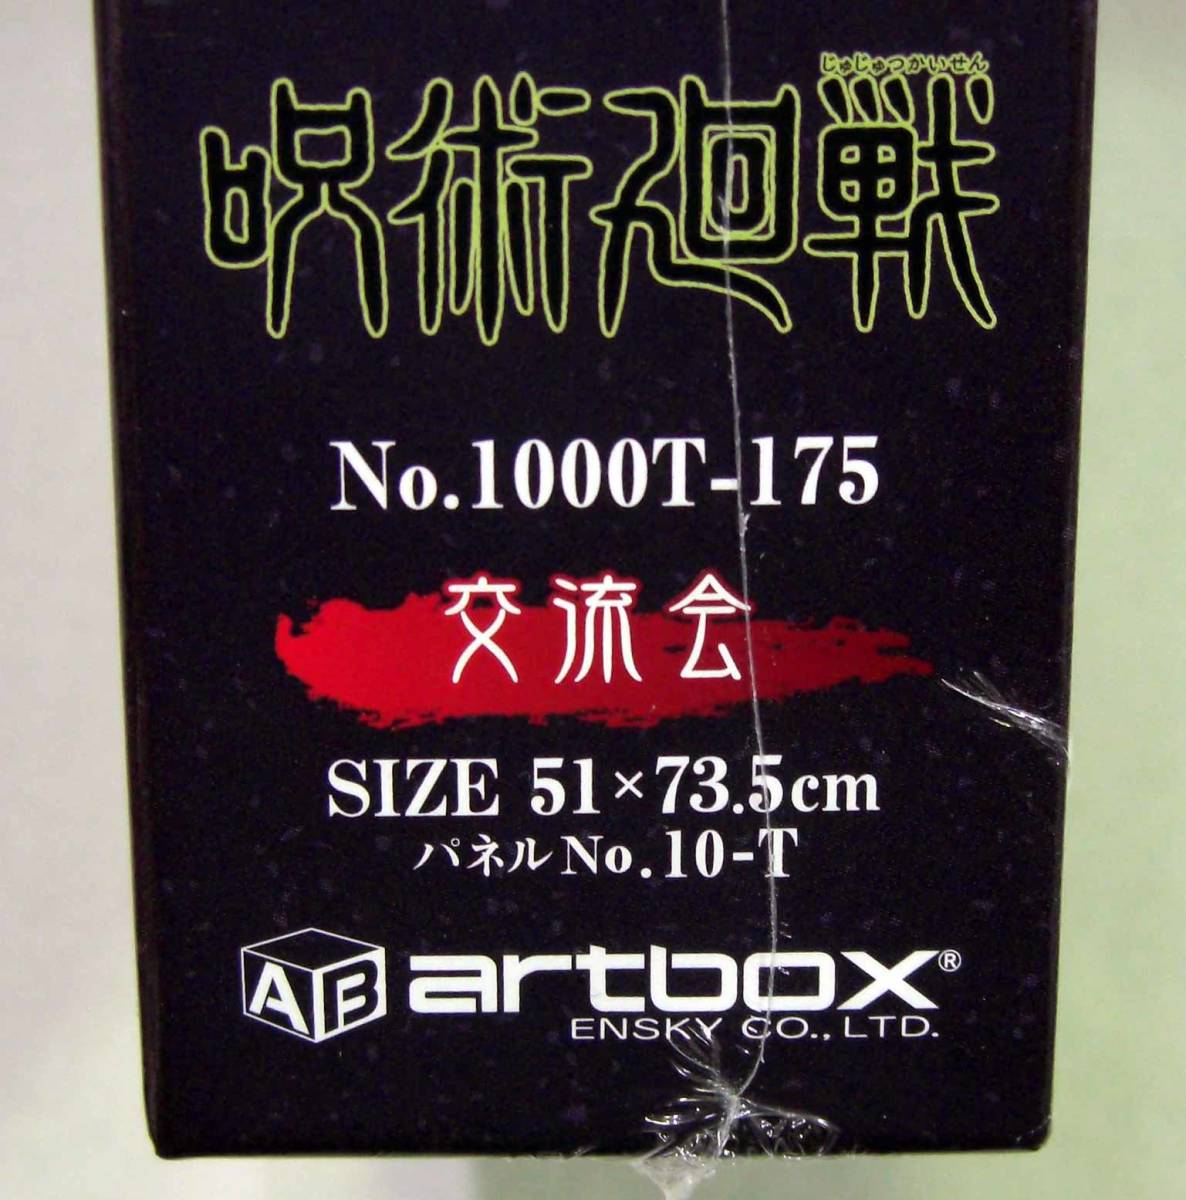 じゅじゅつかいせん
呪術廻戦
No.1000T-175
交流会
SIZE 51×73.5cm
パネルNo.10-T
AB artbox®
ENSKY CO., LTD.